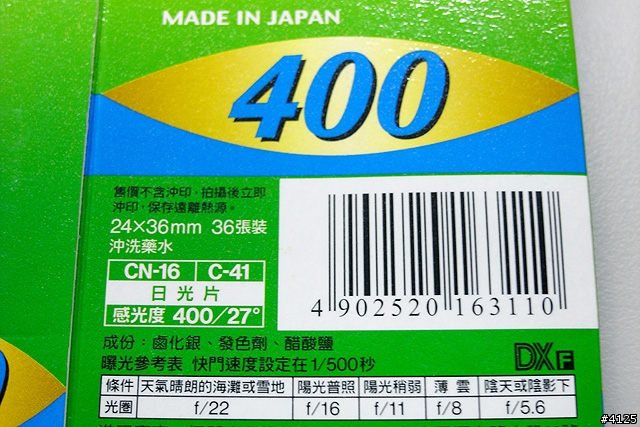 MADE IN JAPAN
400
售價不含沖印，拍攝後立即
沖印，保存遠離熱源。
24×36mm 36張裝
沖洗藥水
CN-16 C-41
日光片
感光度 400/27°
4 902520 163110
成份：鹵化銀、發色劑、醋酸鹽
曝光參考表 快門速度設定在1/500秒
DXF
條件 天氣晴朗的海灘或雪地 陽光普照 陽光稍弱 薄雲 陰天或陰影下
光圈 f/22 f/16 f/11 f/8 f/5.6
#4125